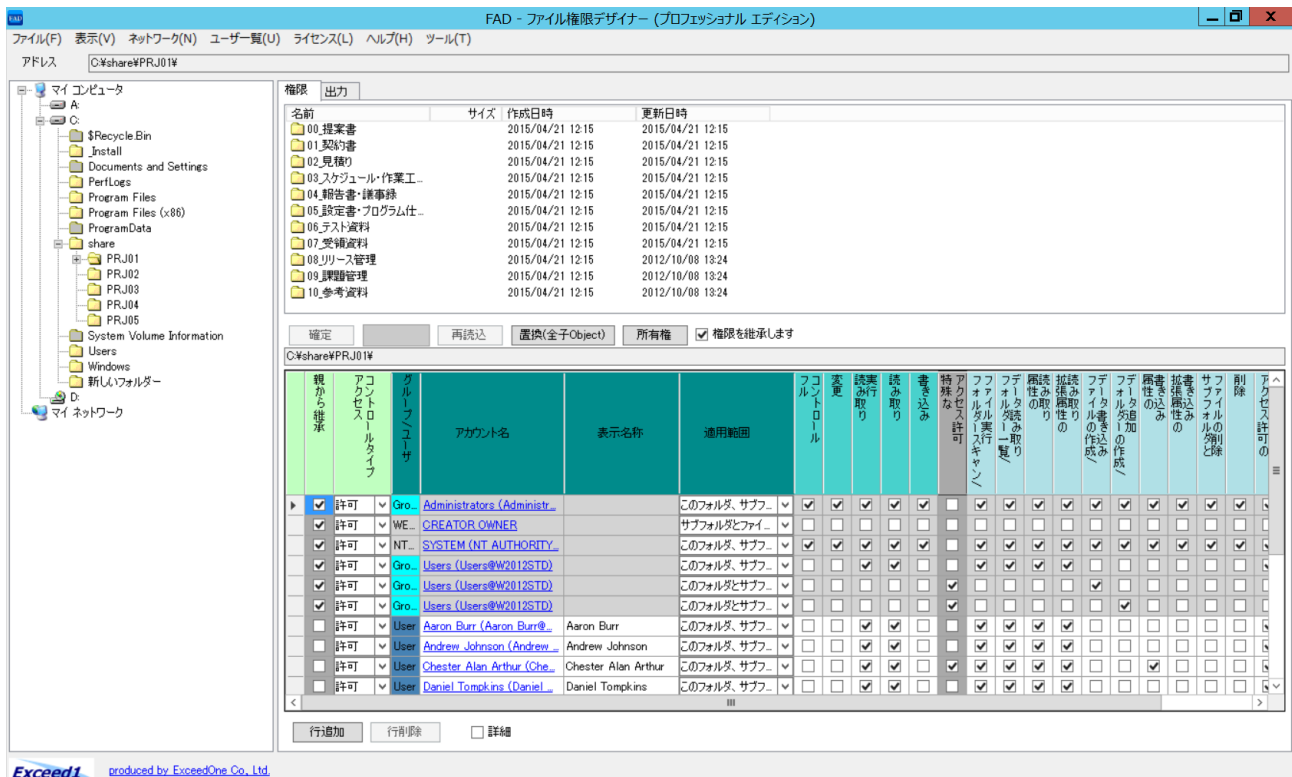 FAD FAD - ファイル権限デザイナー (プロフェッショナル エディション)
ファイル(F) 表示(V) ネットワーク(N) ユーザ一覧(U) ライセンス(L) ヘルプ(H) ツール(T)
アドレス C:¥share¥PRJ01¥
マイ コンピュータ
A:
C:
$Recycle.Bin
_Install
Documents and Settings
PerfLogs
Program Files
Program Files (x86)
ProgramData
share
PRJ01
PRJ02
PRJ03
PRJ04
PRJ05
System Volume Information
Users
Windows
新しいフォルダー
D:
マイ ネットワーク
権限 出力
名前 サイズ 作成日時 更新日時
00_提案書 2015/04/21 12:15 2015/04/21 12:15
01_契約書 2015/04/21 12:15 2015/04/21 12:15
02_見積り 2015/04/21 12:15 2015/04/21 12:15
03_スケジュール・作業工... 2015/04/21 12:15 2015/04/21 12:15
04_報告書・議事録 2015/04/21 12:15 2015/04/21 12:15
05_設定書・プログラム仕... 2015/04/21 12:15 2015/04/21 12:15
06_テスト資料 2015/04/21 12:15 2015/04/21 12:15
07_受領資料 2015/04/21 12:15 2015/04/21 12:15
08_リリース管理 2015/04/21 12:15 2012/10/08 13:24
09_課題管理 2015/04/21 12:15 2012/10/08 13:24
10_参考資料 2015/04/21 12:15 2012/10/08 13:24
確定 再読込 置換(全子Object) 所有権 権限を継承します
C:¥share¥PRJ01¥
親から継承
アクセス
コントロールタイプ
グループ/ユーザ
アカウント名
表示名称
適用範囲
フル
コントロール
変更
読み取り
実行
読み取り
書き込み
特殊な
アクセス許可
フォルダースキャン/
ファイル実行
フォルダー一覧/
データ読み取り
属性の
読み取り
拡張属性の
読み取り
ファイルの作成/
データ書き込み
フォルダーの作成/
データ追加
属性の
書き込み
拡張属性の
書き込み
サブフォルダと
ファイルの削除
削除
アクセス許可の
許可 Gro... Administrators (Administr... このフォルダ、サブフ...
許可 WE... CREATOR OWNER サブフォルダとファイ...
許可 NT... SYSTEM (NT AUTHORITY... このフォルダ、サブフ...
許可 Gro... Users (Users@W2012STD) このフォルダ、サブフ...
許可 Gro... Users (Users@W2012STD) このフォルダとサブフ...
許可 Gro... Users (Users@W2012STD) このフォルダとサブフ...
許可 User Aaron Burr (Aaron Burr@... Aaron Burr このフォルダ、サブフ...
許可 User Andrew Johnson (Andrew ... Andrew Johnson このフォルダ、サブフ...
許可 User Chester Alan Arthur (Che... Chester Alan Arthur このフォルダ、サブフ...
許可 User Daniel Tompkins (Daniel ... Daniel Tompkins このフォルダ、サブフ...
行追加 行削除 詳細
Exceed1 produced by ExceedOne Co., Ltd.